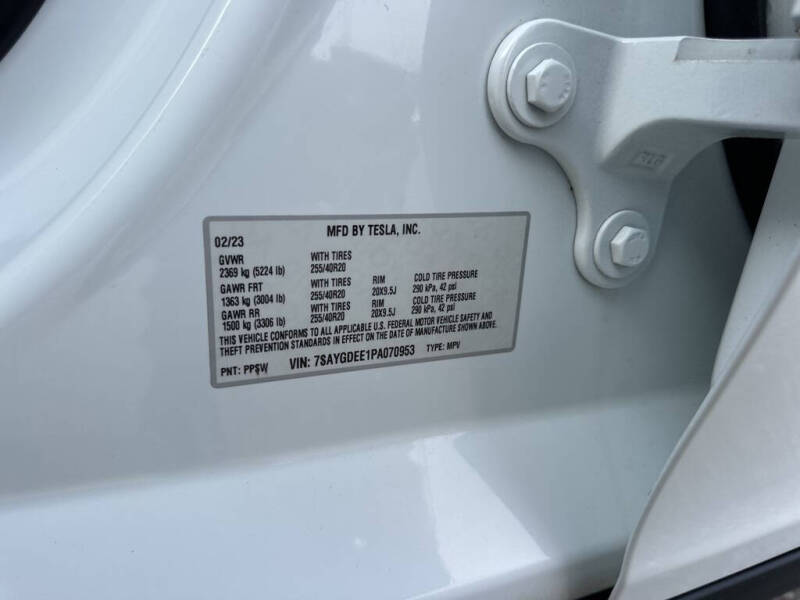 MFD BY TESLA, INC.
02/23
GVWR WITH TIRES
2369 kg (5224 lb) 255/40R20
GAWR FRT WITH TIRES RIM COLD TIRE PRESSURE
1363 kg (3004 lb) 255/40R20 20X9.5J 290 kPa, 42 psi
GAWR RR WITH TIRES RIM COLD TIRE PRESSURE
1500 kg (3306 lb) 255/40R20 20X9.5J 290 kPa, 42 psi
THIS VEHICLE CONFORMS TO ALL APPLICABLE U.S. FEDERAL MOTOR VEHICLE SAFETY AND
THEFT PREVENTION STANDARDS IN EFFECT ON THE DATE OF MANUFACTURE SHOWN ABOVE.
PNT: PPSW VIN: 7SAYGDEE1PA070953 TYPE: MPV